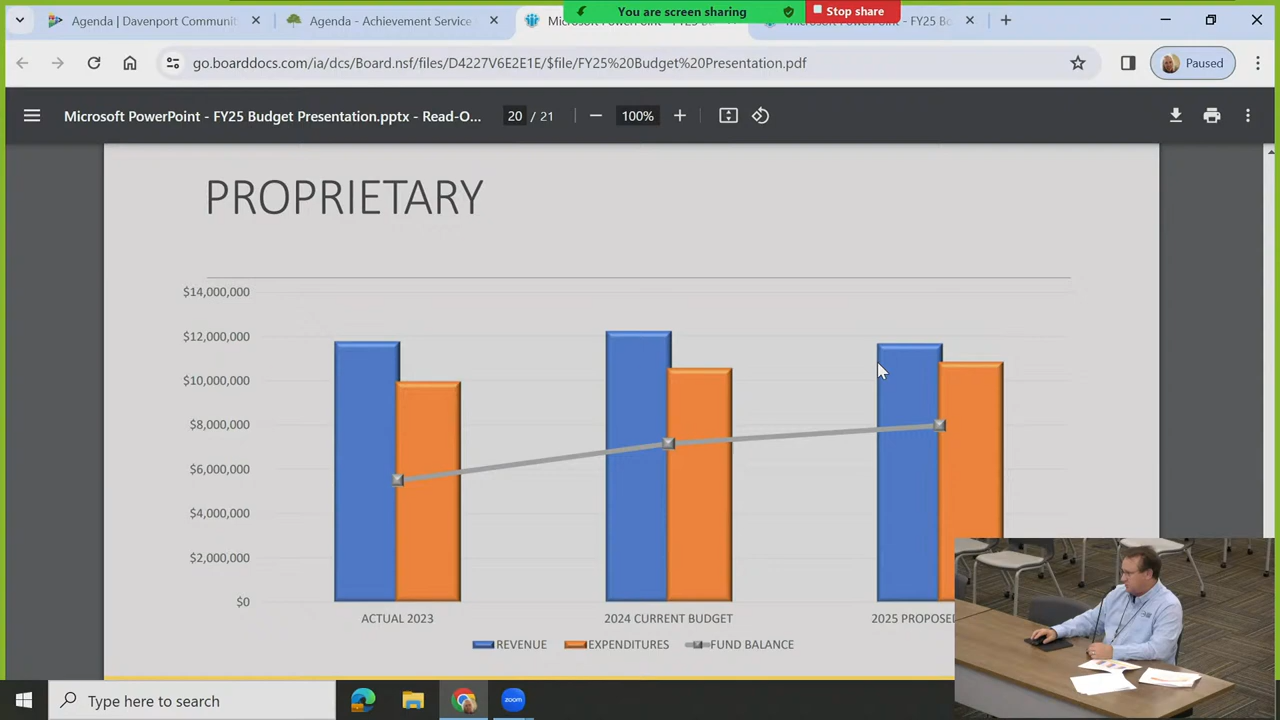 Agenda | Davenport Communit
Agenda - Achievement Service
You are screen sharing
Stop share
go.boarddocs.com/ia/dcs/Board.nsf/files/D4227V6E2E1E/$file/FY25%20Budget%20Presentation.pdf
Paused
Microsoft PowerPoint - FY25 Budget Presentation.pptx - Read-O...
20 / 21
100%
PROPRIETARY
$14,000,000
$12,000,000
$10,000,000
$8,000,000
$6,000,000
$4,000,000
$2,000,000
$0
ACTUAL 2023
2024 CURRENT BUDGET
2025 PROPOSE
REVENUE
EXPENDITURES
FUND BALANCE
Type here to search
zoom